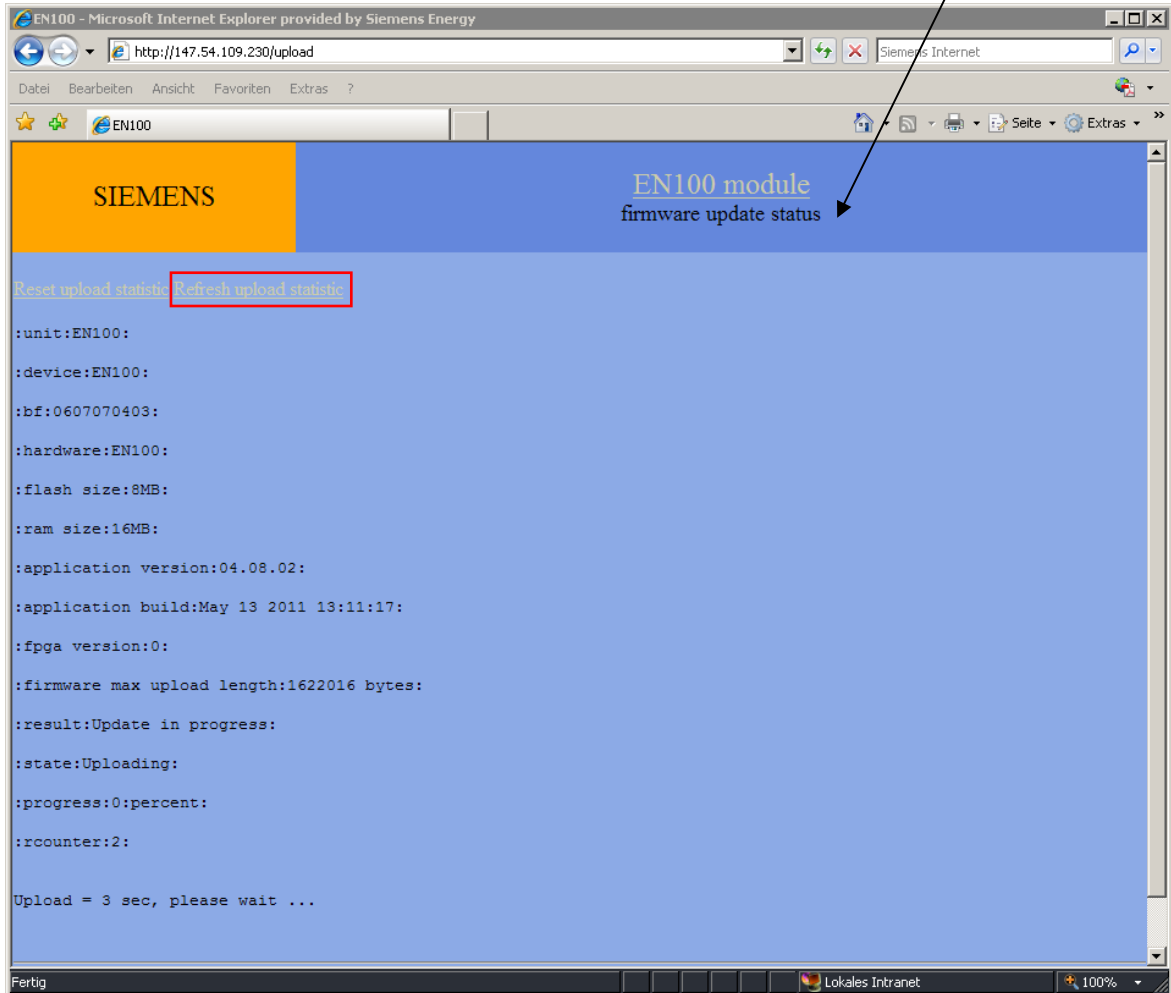 EN100 - Microsoft Internet Explorer provided by Siemens Energy
http://147.54.109.230/upload
Siemens Internet
Datei Bearbeiten Ansicht Favoriten Extras ?
EN100
Seite Extras »
SIEMENS
EN100 module
firmware update status
Reset upload statistic Refresh upload statistic
:unit:EN100:
:device:EN100:
:bf:0607070403:
:hardware:EN100:
:flash size:8MB:
:ram size:16MB:
:application version:04.08.02:
:application build:May 13 2011 13:11:17:
:fpga version:0:
:firmware max upload length:1622016 bytes:
:result:Update in progress:
:state:Uploading:
:progress:0:percent:
:rcounter:2:
Upload = 3 sec, please wait ...
Fertig
Lokales Intranet
100%